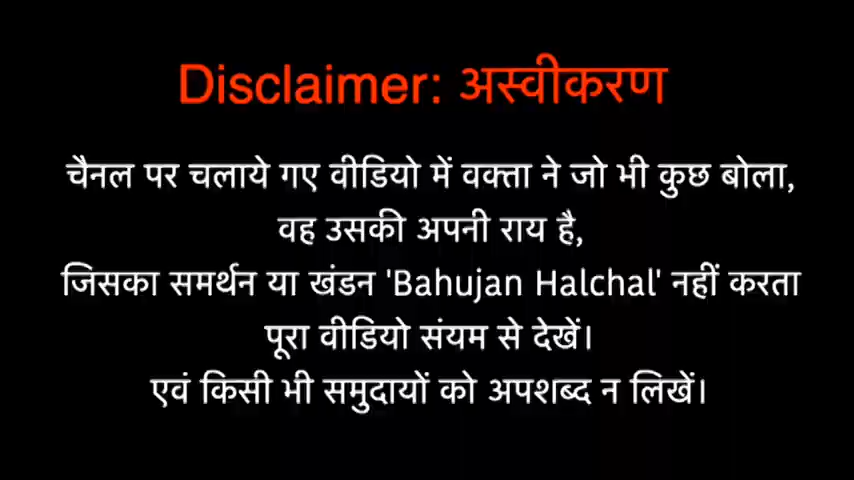 Disclaimer: अस्वीकरण
चैनल पर चलाये गए वीडियो में वक्ता ने जो भी कुछ बोला,
वह उसकी अपनी राय है,
जिसका समर्थन या खंडन 'Bahujan Halchal' नहीं करता
पूरा वीडियो संयम से देखें।
एवं किसी भी समुदायों को अपशब्द न लिखें।